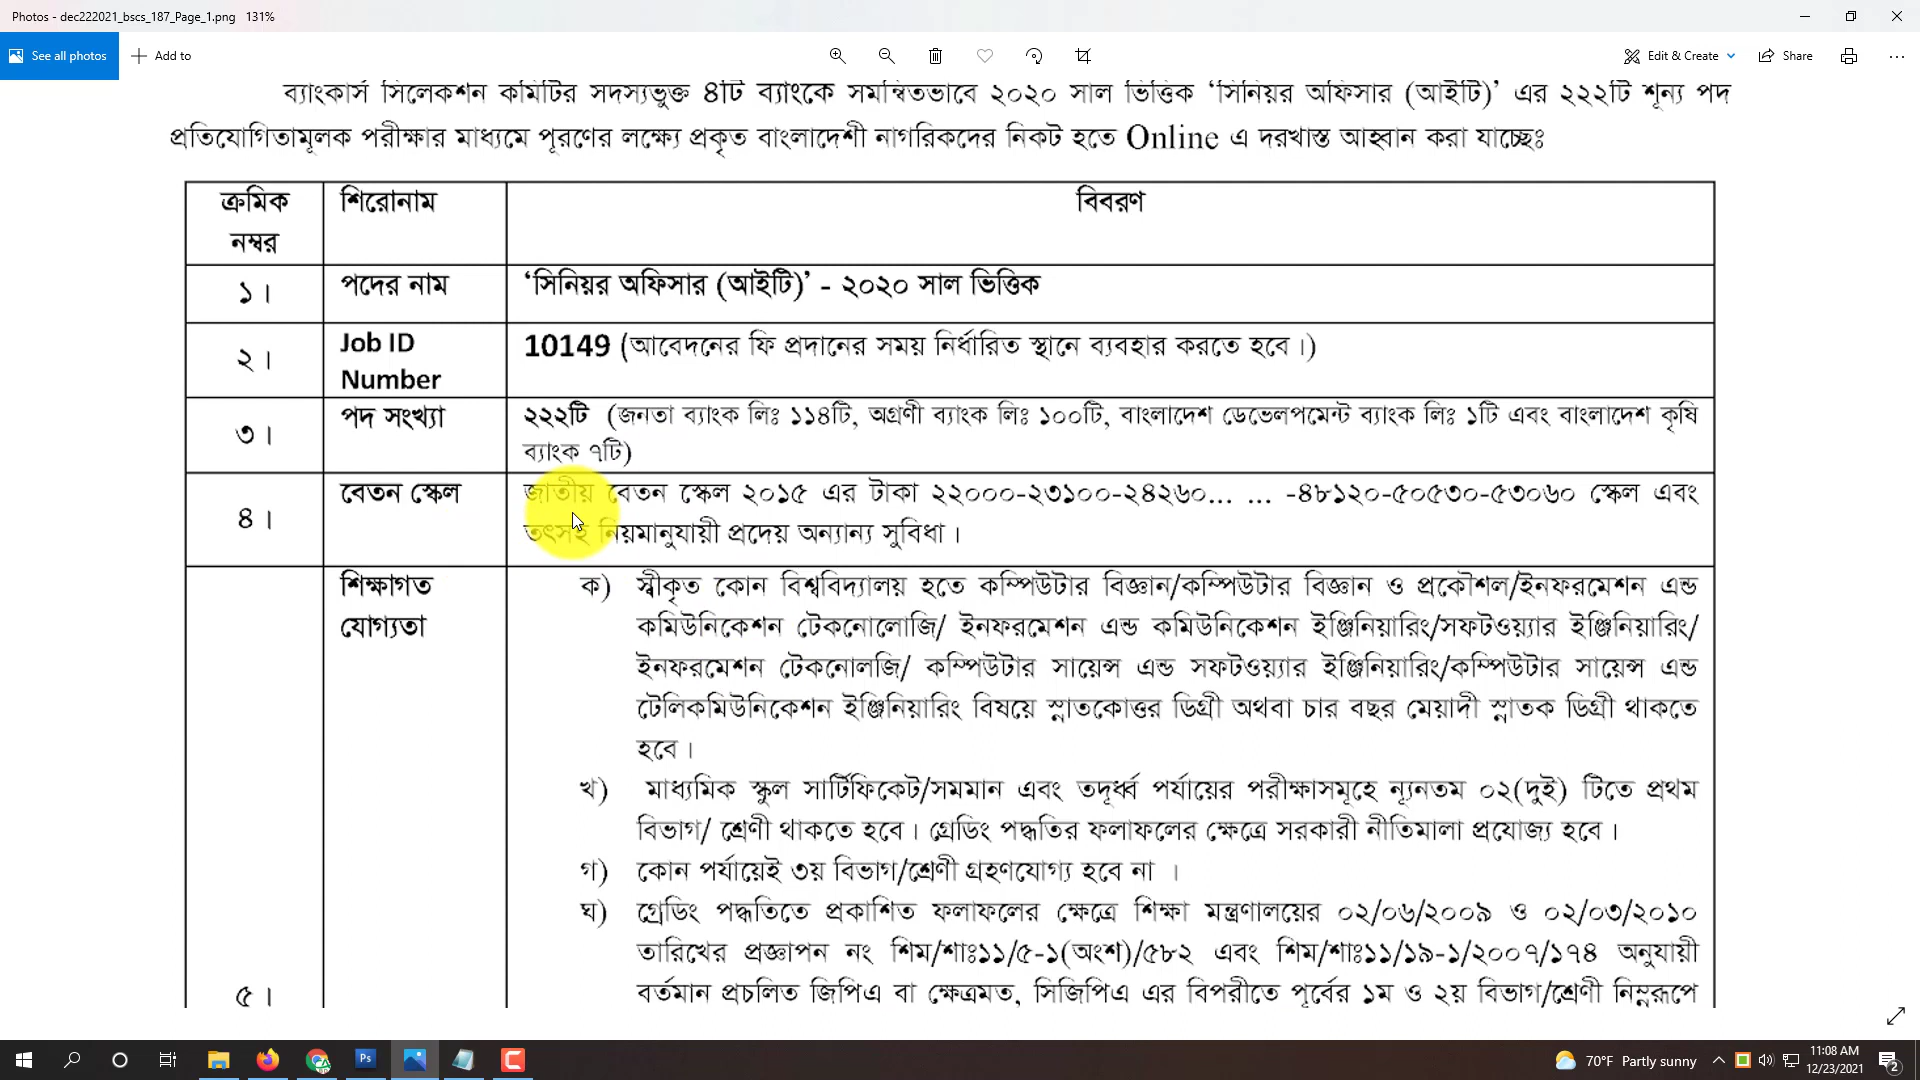 Photos - dec222021_bscs_187_Page_1.png 131%
See all photos Add to Edit & Create Share
ব্যাংকার্স সিলেকশন কমিটির সদস্যভুক্ত ৪টি ব্যাংকে সমন্বিতভাবে ২০২০ সাল ভিত্তিক ‘সিনিয়র অফিসার (আইটি)’ এর ২২২টি শূন্য পদ
প্রতিযোগিতামূলক পরীক্ষার মাধ্যমে পূরণের লক্ষ্যে প্রকৃত বাংলাদেশী নাগরিকদের নিকট হতে Online এ দরখাস্ত আহ্বান করা যাচ্ছেঃ
ক্রমিক নম্বর শিরোনাম বিবরণ
১। পদের নাম ‘সিনিয়র অফিসার (আইটি)’ - ২০২০ সাল ভিত্তিক
২। Job ID Number 10149 (আবেদনের ফি প্রদানের সময় নির্ধারিত স্থানে ব্যবহার করতে হবে।)
৩। পদ সংখ্যা ২২২টি (জনতা ব্যাংক লিঃ ১১৪টি, অগ্রণী ব্যাংক লিঃ ১০০টি, বাংলাদেশ ডেভেলপমেন্ট ব্যাংক লিঃ ১টি এবং বাংলাদেশ কৃষি
ব্যাংক ৭টি)
৪। বেতন স্কেল জাতীয় বেতন স্কেল ২০১৫ এর টাকা ২২০০০-২৩১০০-২৪২৬০... ... -৪৮১২০-৫০৫৩০-৫৩০৬০ স্কেল এবং
তৎসহ নিয়মানুযায়ী প্রদেয় অন্যান্য সুবিধা।
৫। শিক্ষাগত যোগ্যতা
ক) স্বীকৃত কোন বিশ্ববিদ্যালয় হতে কম্পিউটার বিজ্ঞান/কম্পিউটার বিজ্ঞান ও প্রকৌশল/ইনফরমেশন এন্ড
কমিউনিকেশন টেকনোলোজি/ ইনফরমেশন এন্ড কমিউনিকেশন ইঞ্জিনিয়ারিং/সফটওয়্যার ইঞ্জিনিয়ারিং/
ইনফরমেশন টেকনোলজি/ কম্পিউটার সায়েন্স এন্ড সফটওয়্যার ইঞ্জিনিয়ারিং/কম্পিউটার সায়েন্স এন্ড
টেলিকমিউনিকেশন ইঞ্জিনিয়ারিং বিষয়ে স্নাতকোত্তর ডিগ্রী অথবা চার বছর মেয়াদী স্নাতক ডিগ্রী থাকতে
হবে।
খ) মাধ্যমিক স্কুল সার্টিফিকেট/সমমান এবং তদূর্ধ্ব পর্যায়ের পরীক্ষাসমূহে ন্যূনতম ০২(দুই) টিতে প্রথম
বিভাগ/ শ্রেণী থাকতে হবে। গ্রেডিং পদ্ধতির ফলাফলের ক্ষেত্রে সরকারী নীতিমালা প্রযোজ্য হবে।
গ) কোন পর্যায়েই ৩য় বিভাগ/শ্রেণী গ্রহণযোগ্য হবে না ।
ঘ) গ্রেডিং পদ্ধতিতে প্রকাশিত ফলাফলের ক্ষেত্রে শিক্ষা মন্ত্রণালয়ের ০২/০৬/২০০৯ ও ০২/০৩/২০১০
তারিখের প্রজ্ঞাপন নং শিম/শাঃ১১/৫-১(অংশ)/৫৮২ এবং শিম/শাঃ১১/১৯-১/২০০৭/১৭৪ অনুযায়ী
বর্তমান প্রচলিত জিপিএ বা ক্ষেত্রমত, সিজিপিএ এর বিপরীতে পূর্বের ১ম ও ২য় বিভাগ/শ্রেণী নিম্নরূপে
Ps 70°F Partly sunny 11:08 AM
12/23/2021 2